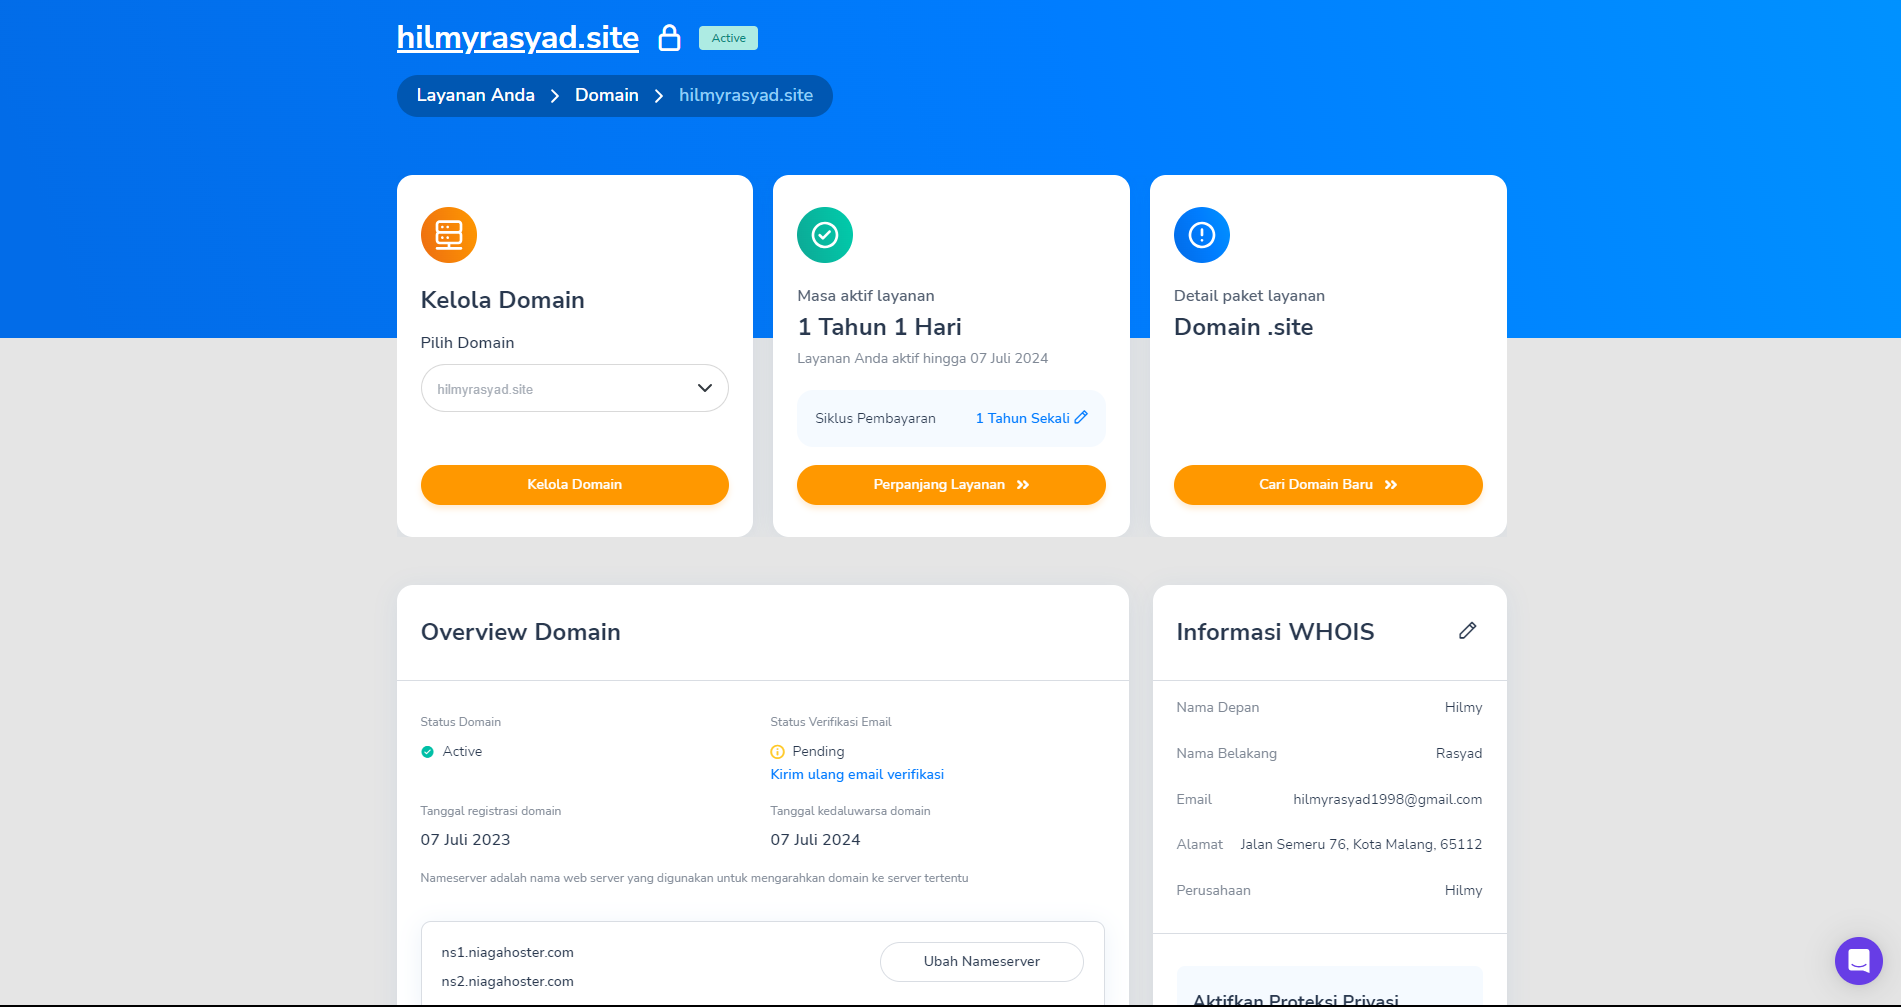 hilmyrasyad.site
Active
Layanan Anda > Domain > hilmyrasyad.site
Kelola Domain
Pilih Domain
hilmyrasyad.site
Kelola Domain
Masa aktif layanan
1 Tahun 1 Hari
Layanan Anda aktif hingga 07 Juli 2024
Siklus Pembayaran 1 Tahun Sekali
Perpanjang Layanan
Detail paket layanan
Domain .site
Cari Domain Baru
Overview Domain
Status Domain
Active
Status Verifikasi Email
Pending
Kirim ulang email verifikasi
Tanggal registrasi domain
07 Juli 2023
Tanggal kedaluwarsa domain
07 Juli 2024
Nameserver adalah nama web server yang digunakan untuk mengarahkan domain ke server tertentu
ns1.niagahoster.com
ns2.niagahoster.com
Ubah Nameserver
Informasi WHOIS
Nama Depan Hilmy
Nama Belakang Rasyad
Email hilmyrasyad1998@gmail.com
Alamat Jalan Semeru 76, Kota Malang, 65112
Perusahaan Hilmy
Aktifkan Proteksi Privasi